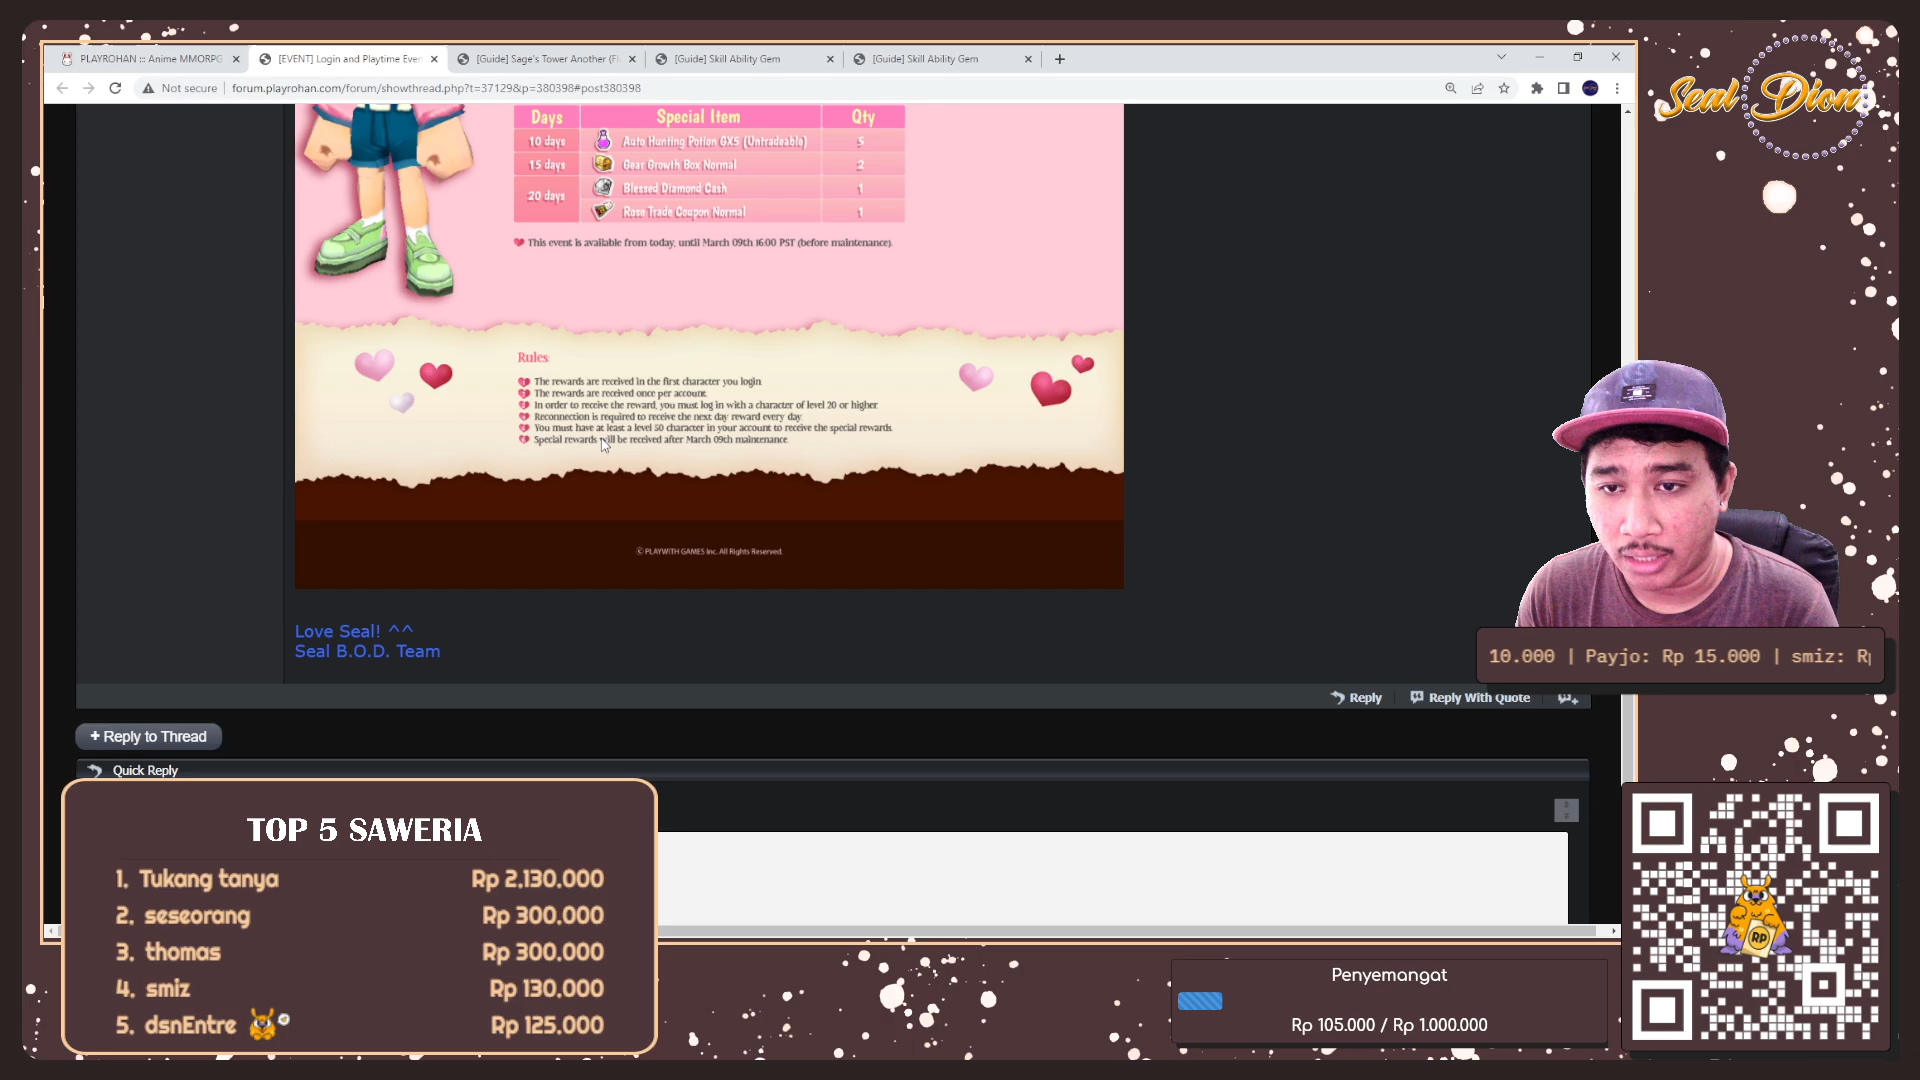 PLAYROHAN ::: Anime MMORPG
[EVENT] Login and Playtime Even
[Guide] Sage's Tower Another (F
[Guide] Skill Ability Gem
[Guide] Skill Ability Gem
Not secure
forum.playrohan.com/forum/showthread.php?t=37129&p=380398#post380398
Seal Dion
Days Special Item Qty
10 days Auto Hunting Potion GX5 (Untradeable) 5
15 days Gear Growth Box Normal 2
20 days Blessed Diamond Cash 1
Rose Trade Coupon Normal 1
This event is available from today, until March 09th 16:00 PST (before maintenance).
Rules:
The rewards are received in the first character you login.
The rewards are received once per account.
In order to receive the reward, you must log in with a character of level 20 or higher.
Reconnection is required to receive the next day reward every day.
You must have at least a level 50 character in your account to receive the special rewards.
Special rewards will be received after March 09th maintenance.
© PLAYWITH GAMES Inc. All Rights Reserved.
Love Seal! ^^
Seal B.O.D. Team
10.000 | Payjo: Rp 15.000 | smiz: Rp
Reply
Reply With Quote
+ Reply to Thread
Quick Reply
TOP 5 SAWERIA
1. Tukang tanya Rp 2.130.000
2. seseorang Rp 300.000
3. thomas Rp 300.000
4. smiz Rp 130.000
5. dsnEntre Rp 125.000
Penyemangat
Rp 105.000 / Rp 1.000.000
RP